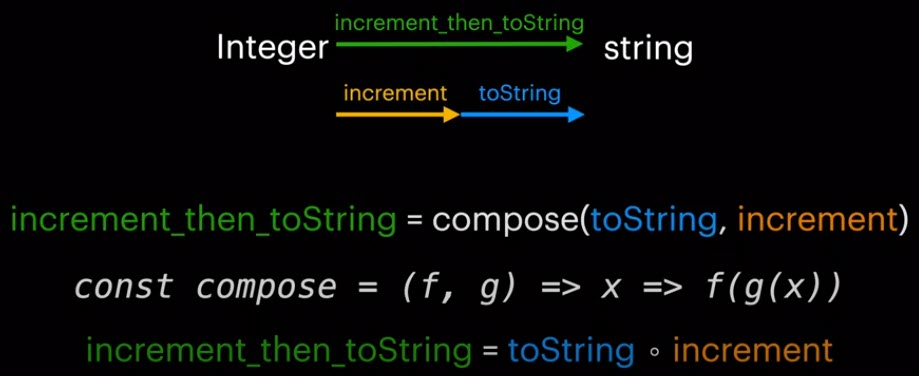 increment_then_toString
Integer string
increment toString
increment_then_toString = compose(toString, increment)
const compose = (f, g) => x => f(g(x))
increment_then_toString = toString ∘ increment